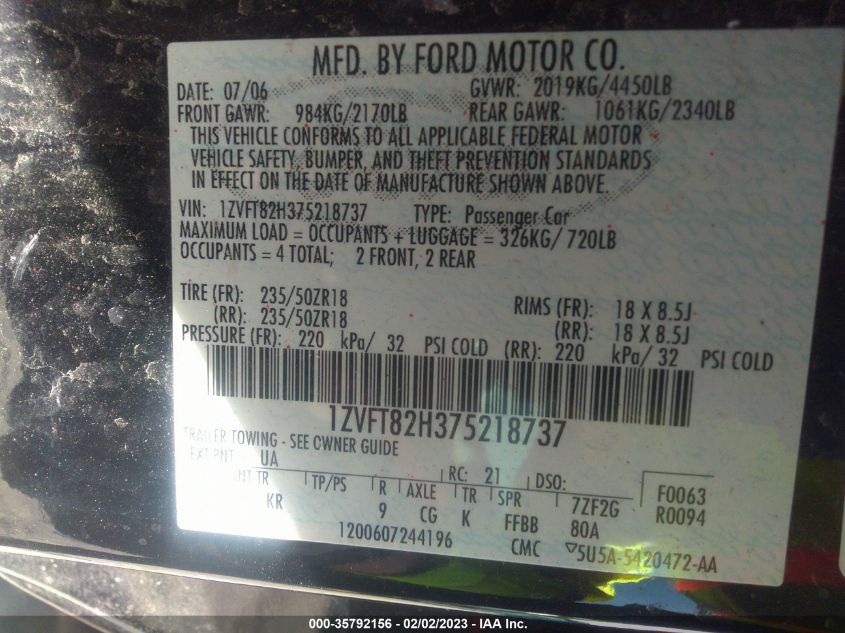 MFD. BY FORD MOTOR CO.
DATE: 07/06 GVWR: 2019KG/4450LB
FRONT GAWR: 984KG/2170LB REAR GAWR: 1061KG/2340LB
THIS VEHICLE CONFORMS TO ALL APPLICABLE FEDERAL MOTOR
VEHICLE SAFETY, BUMPER, AND THEFT PREVENTION STANDARDS
IN EFFECT ON THE DATE OF MANUFACTURE SHOWN ABOVE.
VIN: 1ZVFT82H375218737 TYPE: Passenger Car
MAXIMUM LOAD = OCCUPANTS + LUGGAGE = 326KG/ 720LB
OCCUPANTS = 4 TOTAL; 2 FRONT, 2 REAR
TIRE (FR): 235/50ZR18 RIMS (FR): 18 X 8.5J
(RR): 235/50ZR18 (RR): 18 X 8.5J
PRESSURE (FR): 220 kPa/ 32 PSI COLD (RR): 220 kPa/ 32 PSI COLD
1ZVFT82H375218737
TRAILER TOWING - SEE OWNER GUIDE
EXT PNT UA RC: 21 DSO: F0063
INT TR TP/PS R AXLE TR SPR 7ZF2G R0094
KR 9 CG K FFBB 80A
1200607244196 CMC ▽5U5A-5420472-AA
000-35792156 - 02/02/2023 - IAA Inc.